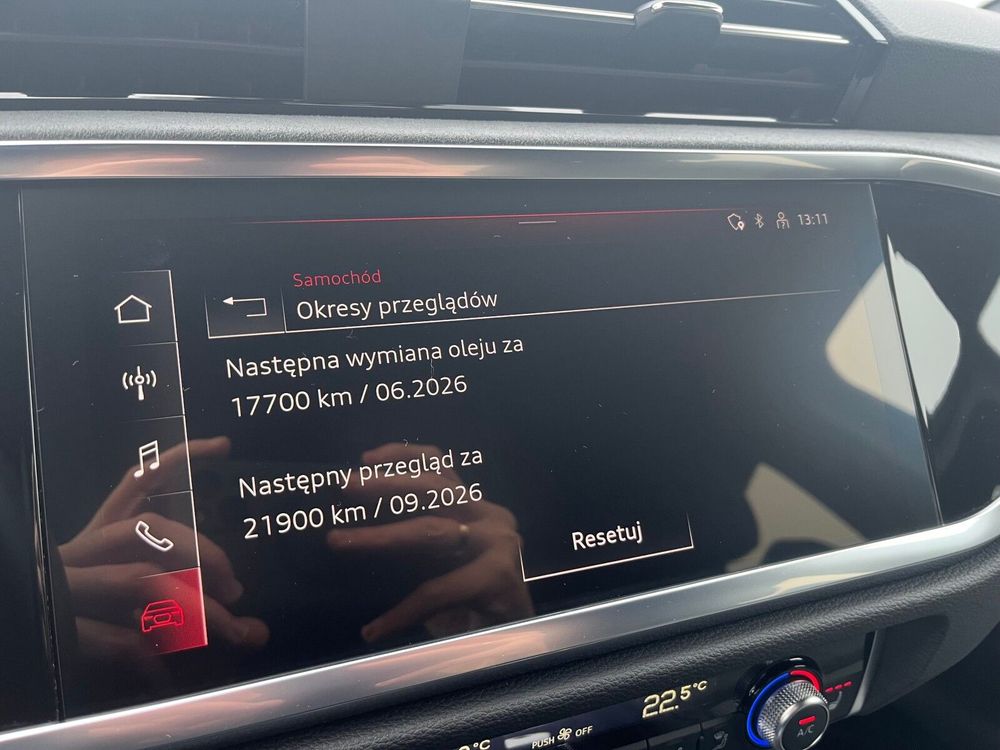 13:11
Samochód
Okresy przeglądów
Następna wymiana oleju za
17700 km / 06.2026
Następny przegląd za
21900 km / 09.2026
Resetuj
22.5°C
°C PUSH OFF
A/C